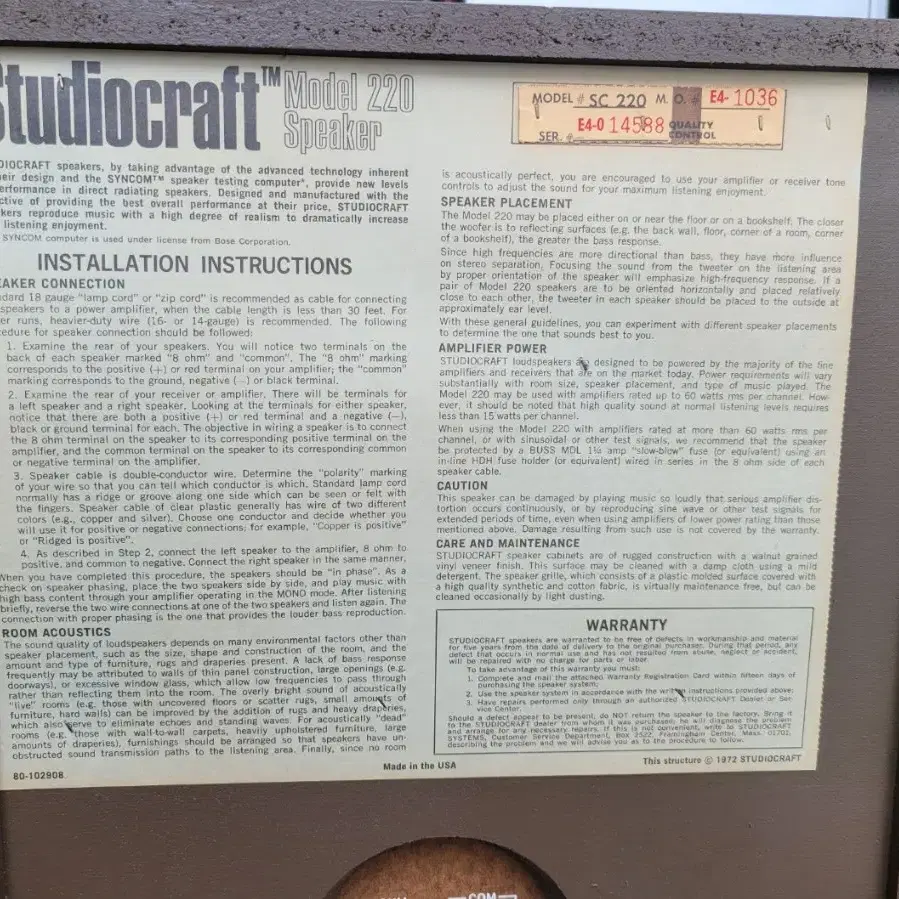 Studiocraft™ Model 220
Speaker
MODEL # SC 220 M. O. # E4- 1036
E4-0 14588 QUALITY
SER. # CONTROL
DIOCRAFT speakers, by taking advantage of the advanced technology inherent
eir design and the SYNCOM™ speaker testing computer*, provide new levels
erformance in direct radiating speakers. Designed and manufactured with the
ctive of providing the best overall performance at their price, STUDIOCRAFT
kers reproduce music with a high degree of realism to dramatically increase
listening enjoyment.
SYNCOM computer is used under license from Bose Corporation.
INSTALLATION INSTRUCTIONS
EAKER CONNECTION
dard 18 gauge "lamp cord" or "zip cord" is recommended as cable for connecting
speakers to a power amplifier, when the cable length is less than 30 feet. For
er runs, heavier-duty wire (16- or 14-gauge) is recommended. The following
edure for speaker connection should be followed:
1. Examine the rear of your speakers. You will notice two terminals on the
back of each speaker marked "8 ohm" and "common". The "8 ohm" marking
corresponds to the positive (+) or red terminal on your amplifier; the "common"
marking corresponds to the ground, negative (–) or black terminal.
2. Examine the rear of your receiver or amplifier. There will be terminals for
a left speaker and a right speaker. Looking at the terminals for either speaker,
notice that there are both a positive (+) or red terminal and a negative (–),
black or ground terminal for each. The objective in wiring a speaker is to connect
the 8 ohm terminal on the speaker to its corresponding positive terminal on the
amplifier, and the common terminal on the speaker to its corresponding common
or negative terminal on the amplifier.
3. Speaker cable is double-conductor wire. Determine the "polarity" marking
of your wire so that you can tell which conductor is which. Standard lamp cord
normally has a ridge or groove along one side which can be seen or felt with
the fingers. Speaker cable of clear plastic generally has wire of two different
colors (e.g., copper and silver). Choose one conductor and decide whether you
will use it for positive or negative connections, for example, "Copper is positive"
or "Ridged is positive".
4. As described in Step 2, connect the left speaker to the amplifier, 8 ohm to
positive, and common to negative. Connect the right speaker in the same manner.
When you have completed this procedure, the speakers should be "in phase". As a
check on speaker phasing, place the two speakers side by side, and play music with
high bass content through your amplifier operating in the MONO mode. After listening
briefly, reverse the two wire connections at one of the two speakers and listen again. The
connection with proper phasing is the one that provides the louder bass reproduction.
ROOM ACOUSTICS
The sound quality of loudspeakers depends on many environmental factors other than
speaker placement, such as the size, shape and construction of the room, and the
amount and type of furniture, rugs and draperies present. A lack of bass response
frequently may be attributed to walls of thin panel construction, large openings (e.g.
doorways), or excessive window glass, which allow low frequencies to pass through
rather than reflecting them into the room. The overly bright sound of acoustically
"live" rooms (e.g. those with uncovered floors or scatter rugs, small amounts of
furniture, hard walls) can be improved by the addition of rugs and heavy draperies,
which also serve to eliminate echoes and standing waves. For acoustically "dead"
rooms (e.g. those with wall-to-wall carpets, heavily upholstered furniture, large
amounts of draperies), furnishings should be arranged so that speakers have un-
obstructed sound transmission paths to the listening area. Finally, since no room
is acoustically perfect, you are encouraged to use your amplifier or receiver tone
controls to adjust the sound for your maximum listening enjoyment.
SPEAKER PLACEMENT
The Model 220 may be placed either on or near the floor or on a bookshelf. The closer
the woofer is to reflecting surfaces (e.g. the back wall, floor, corner of a room, corner
of a bookshelf), the greater the bass response.
Since high frequencies are more directional than bass, they have more influence
on stereo separation. Focusing the sound from the tweeter on the listening area
by proper orientation of the speaker will emphasize high-frequency response. If a
pair of Model 220 speakers are to be oriented horizontally and placed relatively
close to each other, the tweeter in each speaker should be placed to the outside at
approximately ear level.
With these general guidelines, you can experiment with different speaker placements
to determine the one that sounds best to you.
AMPLIFIER POWER
STUDIOCRAFT loudspeakers are designed to be powered by the majority of the fine
amplifiers and receivers that are on the market today. Power requirements will vary
substantially with room size, speaker placement, and type of music played. The
Model 220 may be used with amplifiers rated up to 60 watts rms per channel. How-
ever, it should be noted that high quality sound at normal listening levels requires
less than 15 watts per channel.
When using the Model 220 with amplifiers rated at more than 60 watts rms per
channel, or with sinusoidal or other test signals, we recommend that the speaker
be protected by a BUSS MDL 1¼ amp "slow-blow" fuse (or equivalent) using an
in-line HDH fuse holder (or equivalent) wired in series in the 8 ohm side of each
speaker cable.
CAUTION
This speaker can be damaged by playing music so loudly that serious amplifier dis-
tortion occurs continuously, or by reproducing sine wave or other test signals for
extended periods of time, even when using amplifiers of lower power rating than those
mentioned above. Damage resulting from such use is not covered by the warranty.
CARE AND MAINTENANCE
STUDIOCRAFT speaker cabinets are of rugged construction with a walnut grained
vinyl veneer finish. This surface may be cleaned with a damp cloth using a mild
detergent. The speaker grille, which consists of a plastic molded surface covered with
a high quality synthetic and cotton fabric, is virtually maintenance free, but can be
cleaned occasionally by light dusting.
WARRANTY
STUDIOCRAFT speakers are warranted to be free of defects in workmanship and material
for five years from the date of delivery to the original purchaser. During that period, any
defect that occurs in normal use and has not resulted from abuse, neglect or accident,
will be repaired with no charge for parts or labor.
To take advantage of this warranty you must:
1. Complete and mail the attached Warranty Registration Card within fifteen days of
purchasing the speaker system;
2. Use the speaker system in accordance with the written instructions provided above;
3. Have repairs performed only through an authorized STUDIOCRAFT Dealer or Ser-
vice Center.
Should a defect appear to be present, do NOT return the speaker to the factory. Bring it
to the STUDIOCRAFT dealer from whom it was purchased; he will diagnose the problem
and arrange for any necessary repairs. If this is not convenient, write to STUDIOCRAFT
SYSTEMS, Customer Service Department, Box 2522, Framingham Center, Mass. 01701,
describing the problem and we will advise you as to the procedure to follow.
80-102908
Made in the USA
This structure © 1972 STUDIOCRAFT
COM